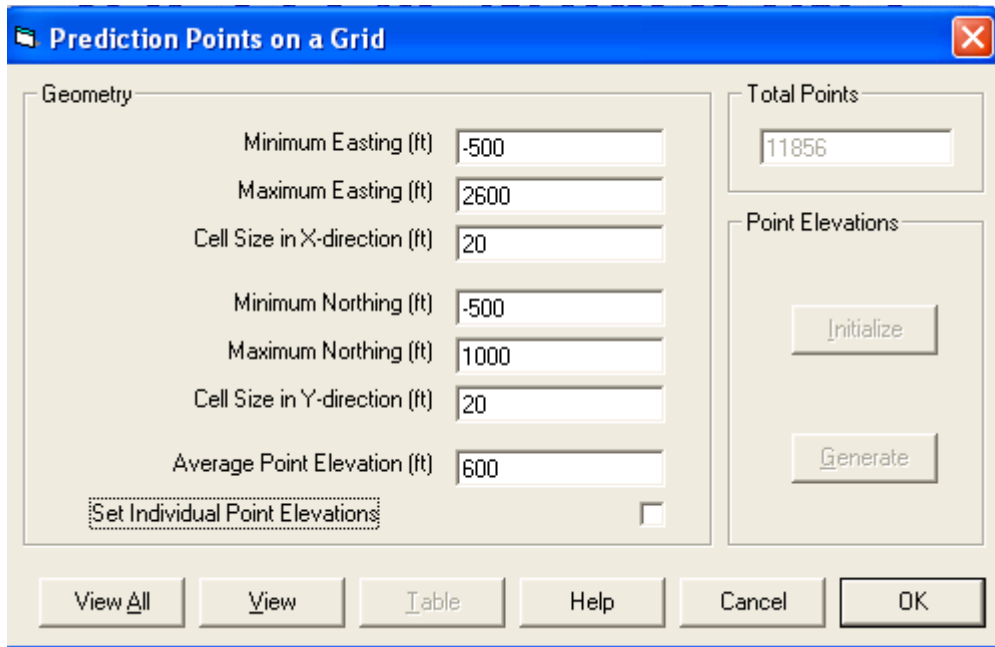 Prediction Points on a Grid
Geometry
Minimum Easting (ft) -500
Maximum Easting (ft) 2600
Cell Size in X-direction (ft) 20
Minimum Northing (ft) -500
Maximum Northing (ft) 1000
Cell Size in Y-direction (ft) 20
Average Point Elevation (ft) 600
Set Individual Point Elevations
Total Points
11856
Point Elevations
Initialize
Generate
View All View Table Help Cancel OK